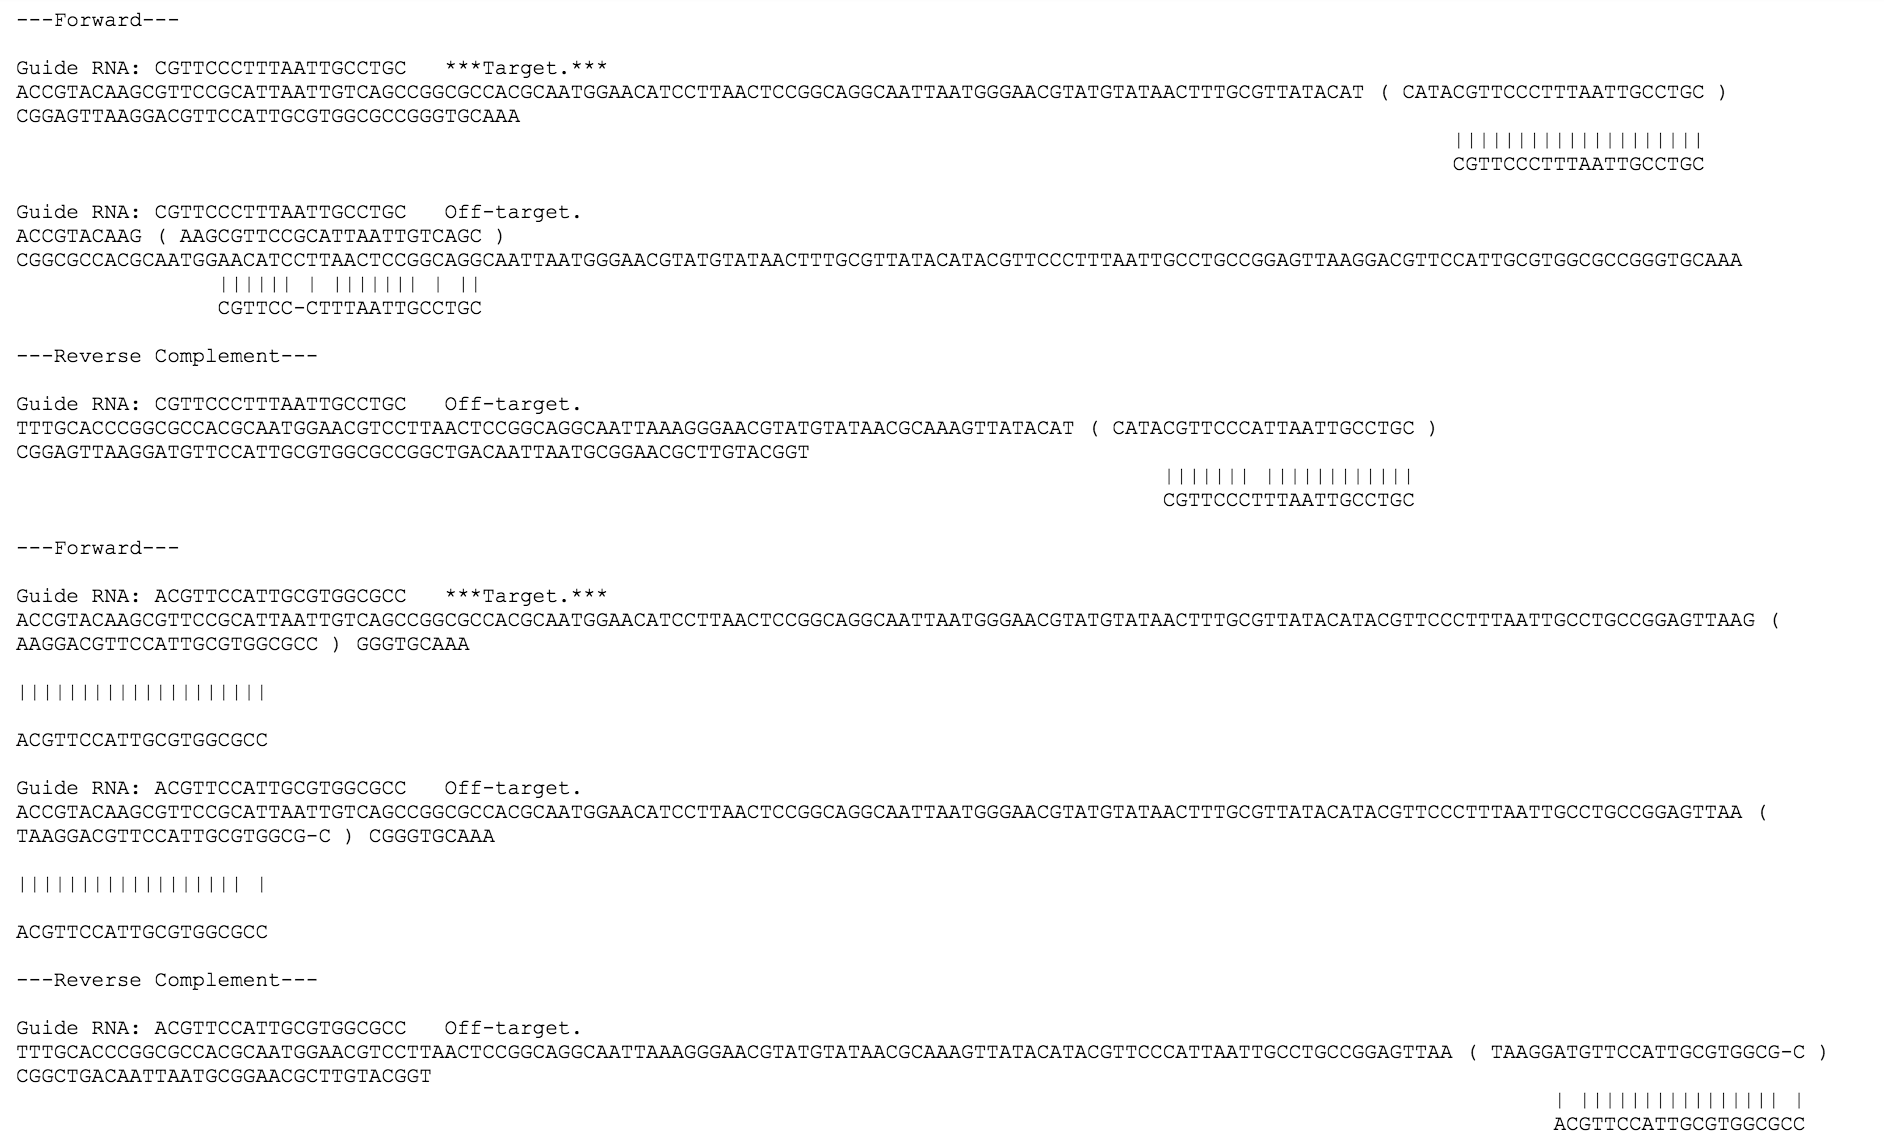 ---Forward---
Guide RNA: CGTTCCCTTTAATTGCCTGC   ***Target.***
ACCGTACAAGCGTTCCGCATTAATTGTCAGCCGGCGCCACGCAATGGAACATCCTTAACTCCGGCAGGCAATTAATGGGAACGTATGTATAACTTTGCGTTATACAT ( CATACGTTCCCTTTAATTGCCTGC )
CGGAGTTAAGGACGTTCCATTGCGTGGCGCCGGGTGCAAA
||||||||||||||||||||
CGTTCCCTTTAATTGCCTGC
Guide RNA: CGTTCCCTTTAATTGCCTGC   Off-target.
ACCGTACAAG ( AAGCGTTCCGCATTAATTGTCAGC )
CGGCGCCACGCAATGGAACATCCTTAACTCCGGCAGGCAATTAATGGGAACGTATGTATAACTTTGCGTTATACATACGTTCCCTTTAATTGCCTGCCGGAGTTAAGGACGTTCCATTGCGTGGCGCCGGGTGCAAA
|||||| | ||||||| | ||
CGTTCC-CTTTAATTGCCTGC
---Reverse Complement---
Guide RNA: CGTTCCCTTTAATTGCCTGC   Off-target.
TTTGCACCCGGCGCCACGCAATGGAACGTCCTTAACTCCGGCAGGCAATTAAAGGGAACGTATGTATAACGCAAAGTTATACAT ( CATACGTTCCCATTAATTGCCTGC )
CGGAGTTAAGGATGTTCCATTGCGTGGCGCCGGCTGACAATTAATGCGGAACGCTTGTACGGT
||||||| ||||||||||||
CGTTCCCTTTAATTGCCTGC
---Forward---
Guide RNA: ACGTTCCATTGCGTGGCGCC   ***Target.***
ACCGTACAAGCGTTCCGCATTAATTGTCAGCCGGCGCCACGCAATGGAACATCCTTAACTCCGGCAGGCAATTAATGGGAACGTATGTATAACTTTGCGTTATACATACGTTCCCTTTAATTGCCTGCCGGAGTTAAG (
AAGGACGTTCCATTGCGTGGCGCC ) GGGTGCAAA
||||||||||||||||||||
ACGTTCCATTGCGTGGCGCC
Guide RNA: ACGTTCCATTGCGTGGCGCC   Off-target.
ACCGTACAAGCGTTCCGCATTAATTGTCAGCCGGCGCCACGCAATGGAACATCCTTAACTCCGGCAGGCAATTAATGGGAACGTATGTATAACTTTGCGTTATACATACGTTCCCTTTAATTGCCTGCCGGAGTTAA (
TAAGGACGTTCCATTGCGTGGCG-C ) CGGGTGCAAA
|||||||||||||||||| |
ACGTTCCATTGCGTGGCGCC
---Reverse Complement---
Guide RNA: ACGTTCCATTGCGTGGCGCC   Off-target.
TTTGCACCCGGCGCCACGCAATGGAACGTCCTTAACTCCGGCAGGCAATTAAAGGGAACGTATGTATAACGCAAAGTTATACATACGTTCCCATTAATTGCCTGCCGGAGTTAA ( TAAGGATGTTCCATTGCGTGGCG-C )
CGGCTGACAATTAATGCGGAACGCTTGTACGGT
| |||||||||||||||| |
ACGTTCCATTGCGTGGCGCC